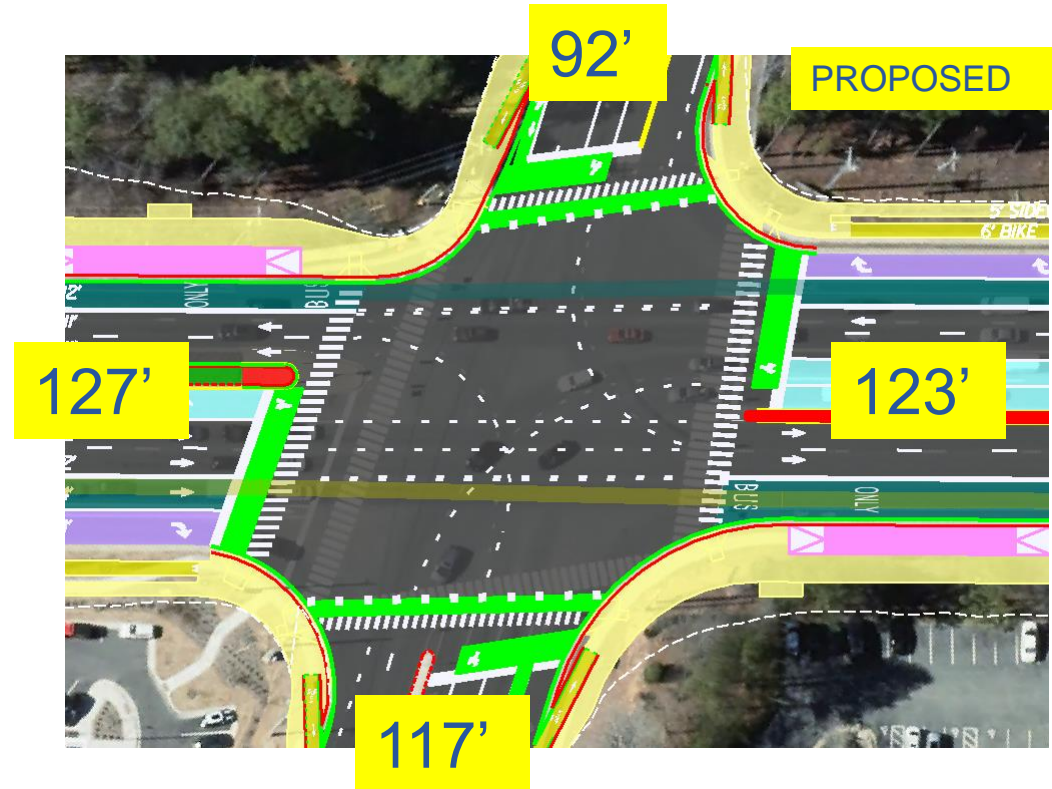 92’
PROPOSED
5' SIDE
6' BIKE
ONLY
BUS
127’
123’
BUS
ONLY
117’